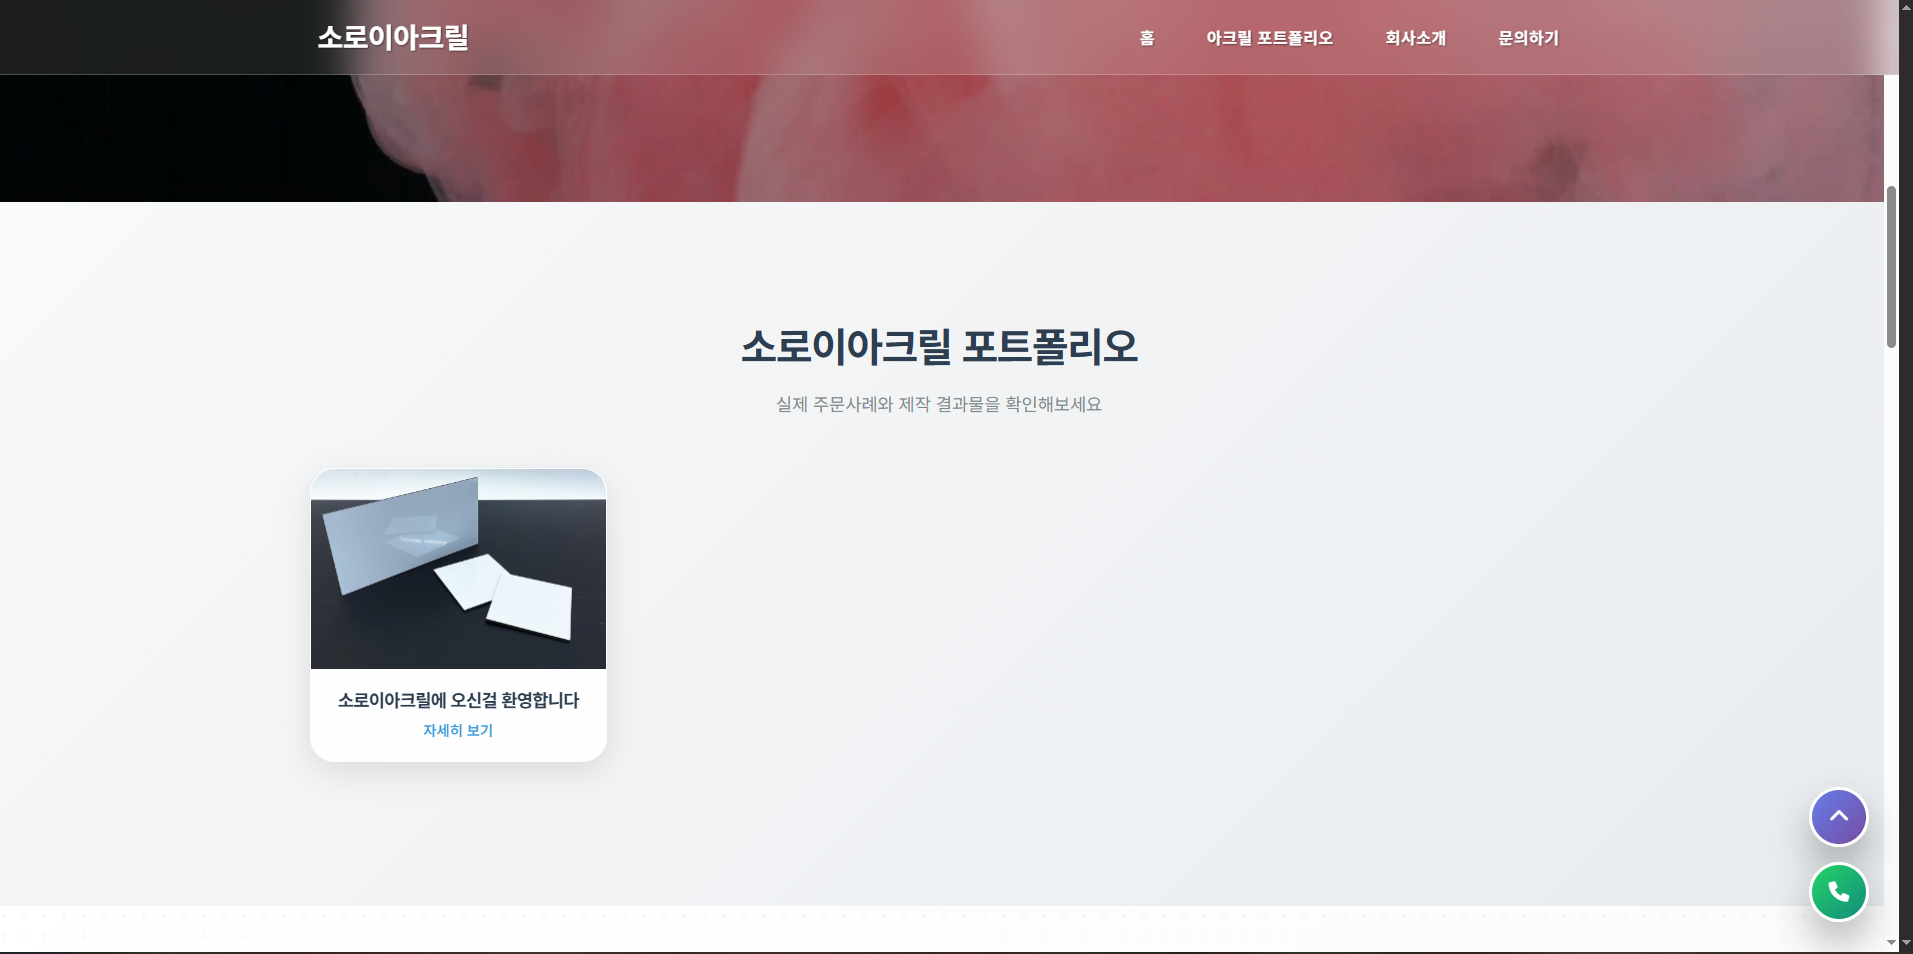 소로이아크릴
홈 아크릴 포트폴리오 회사소개 문의하기
소로이아크릴 포트폴리오
실제 주문사례와 제작 결과물을 확인해보세요
소로이아크릴에 오신걸 환영합니다
자세히 보기